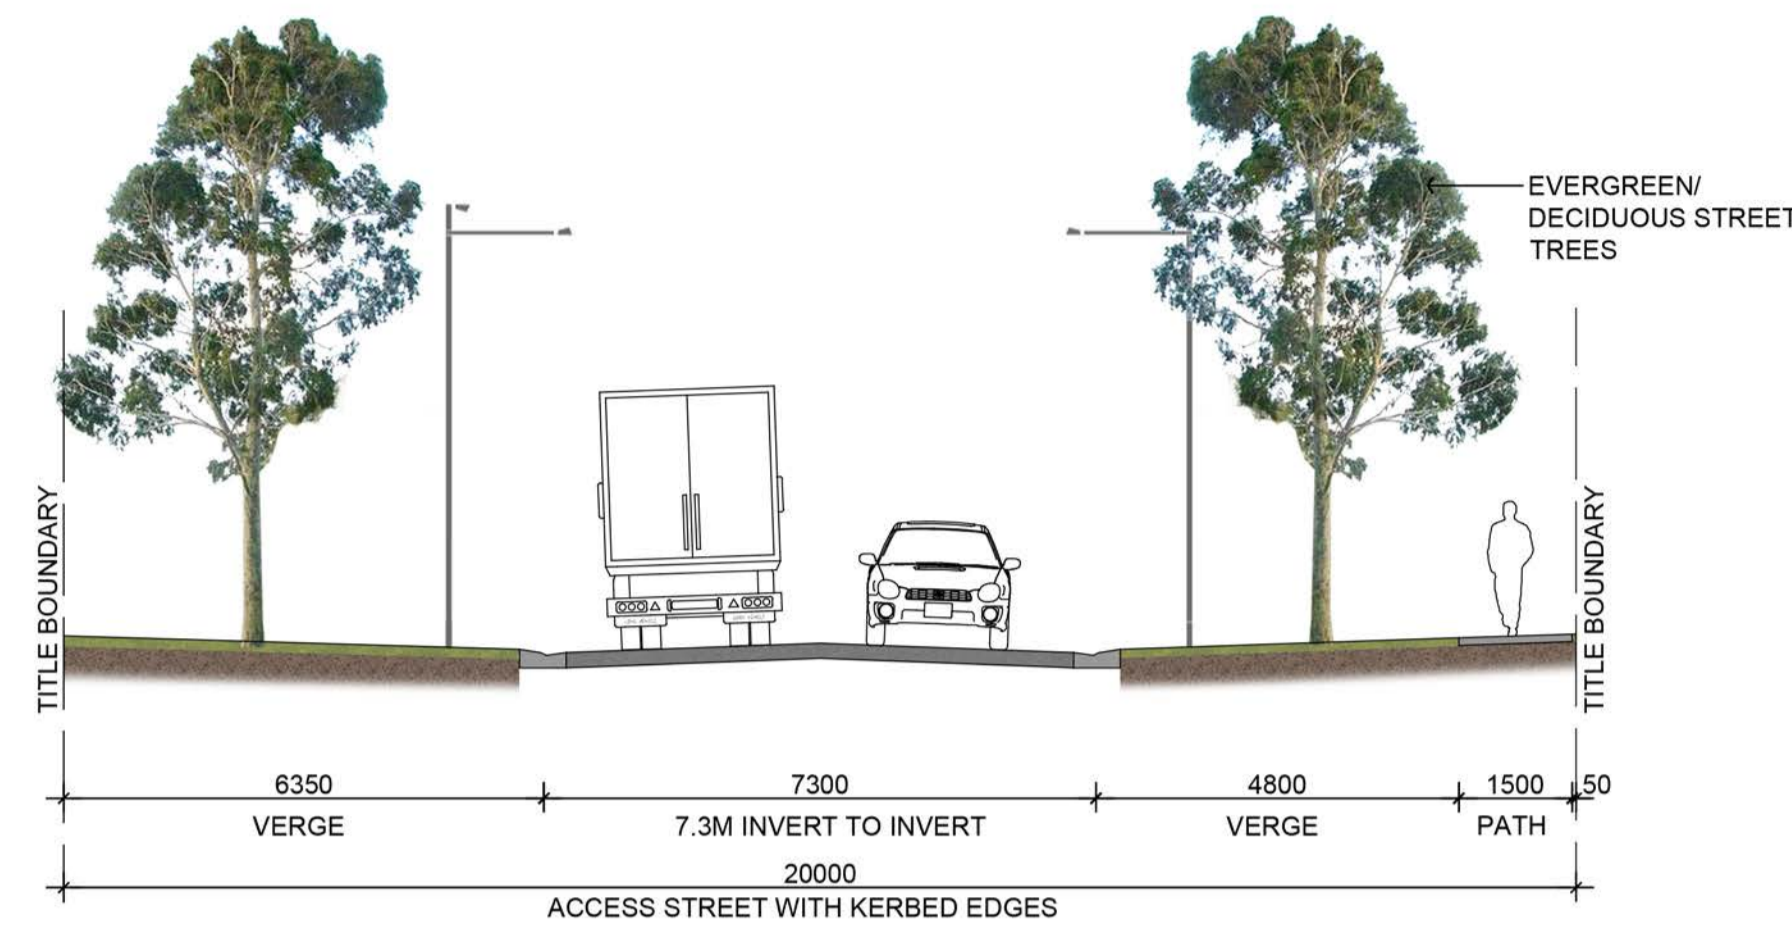 EVERGREEN/
DECIDUOUS STREET
TREES
TITLE BOUNDARY
TITLE BOUNDARY
6350
7300
4800
1500
50
VERGE
7.3M INVERT TO INVERT
VERGE
PATH
20000
ACCESS STREET WITH KERBED EDGES